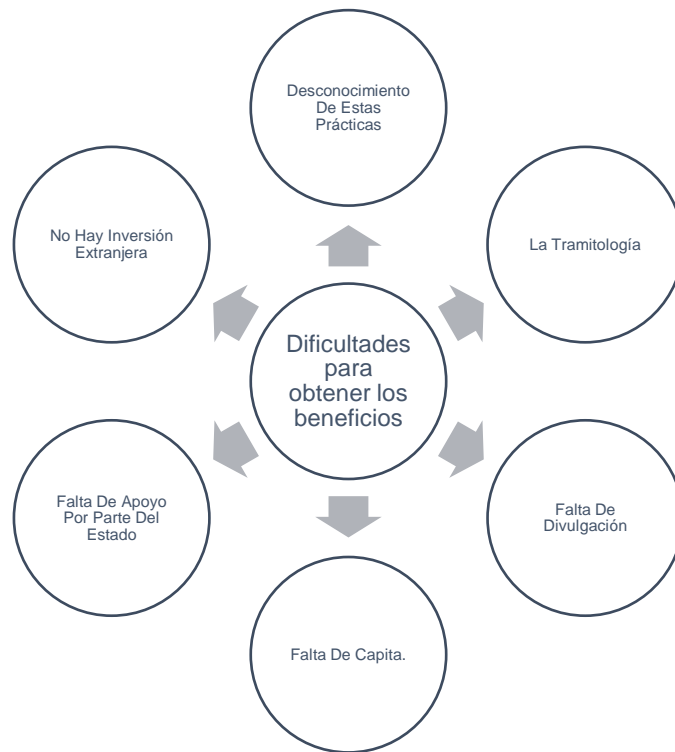 Desconocimiento
De Estas
Prácticas
No Hay Inversión
Extranjera
La Tramitología
Dificultades
para
obtener los
beneficios
Falta De Apoyo
Por Parte Del
Estado
Falta De
Divulgación
Falta De Capita.